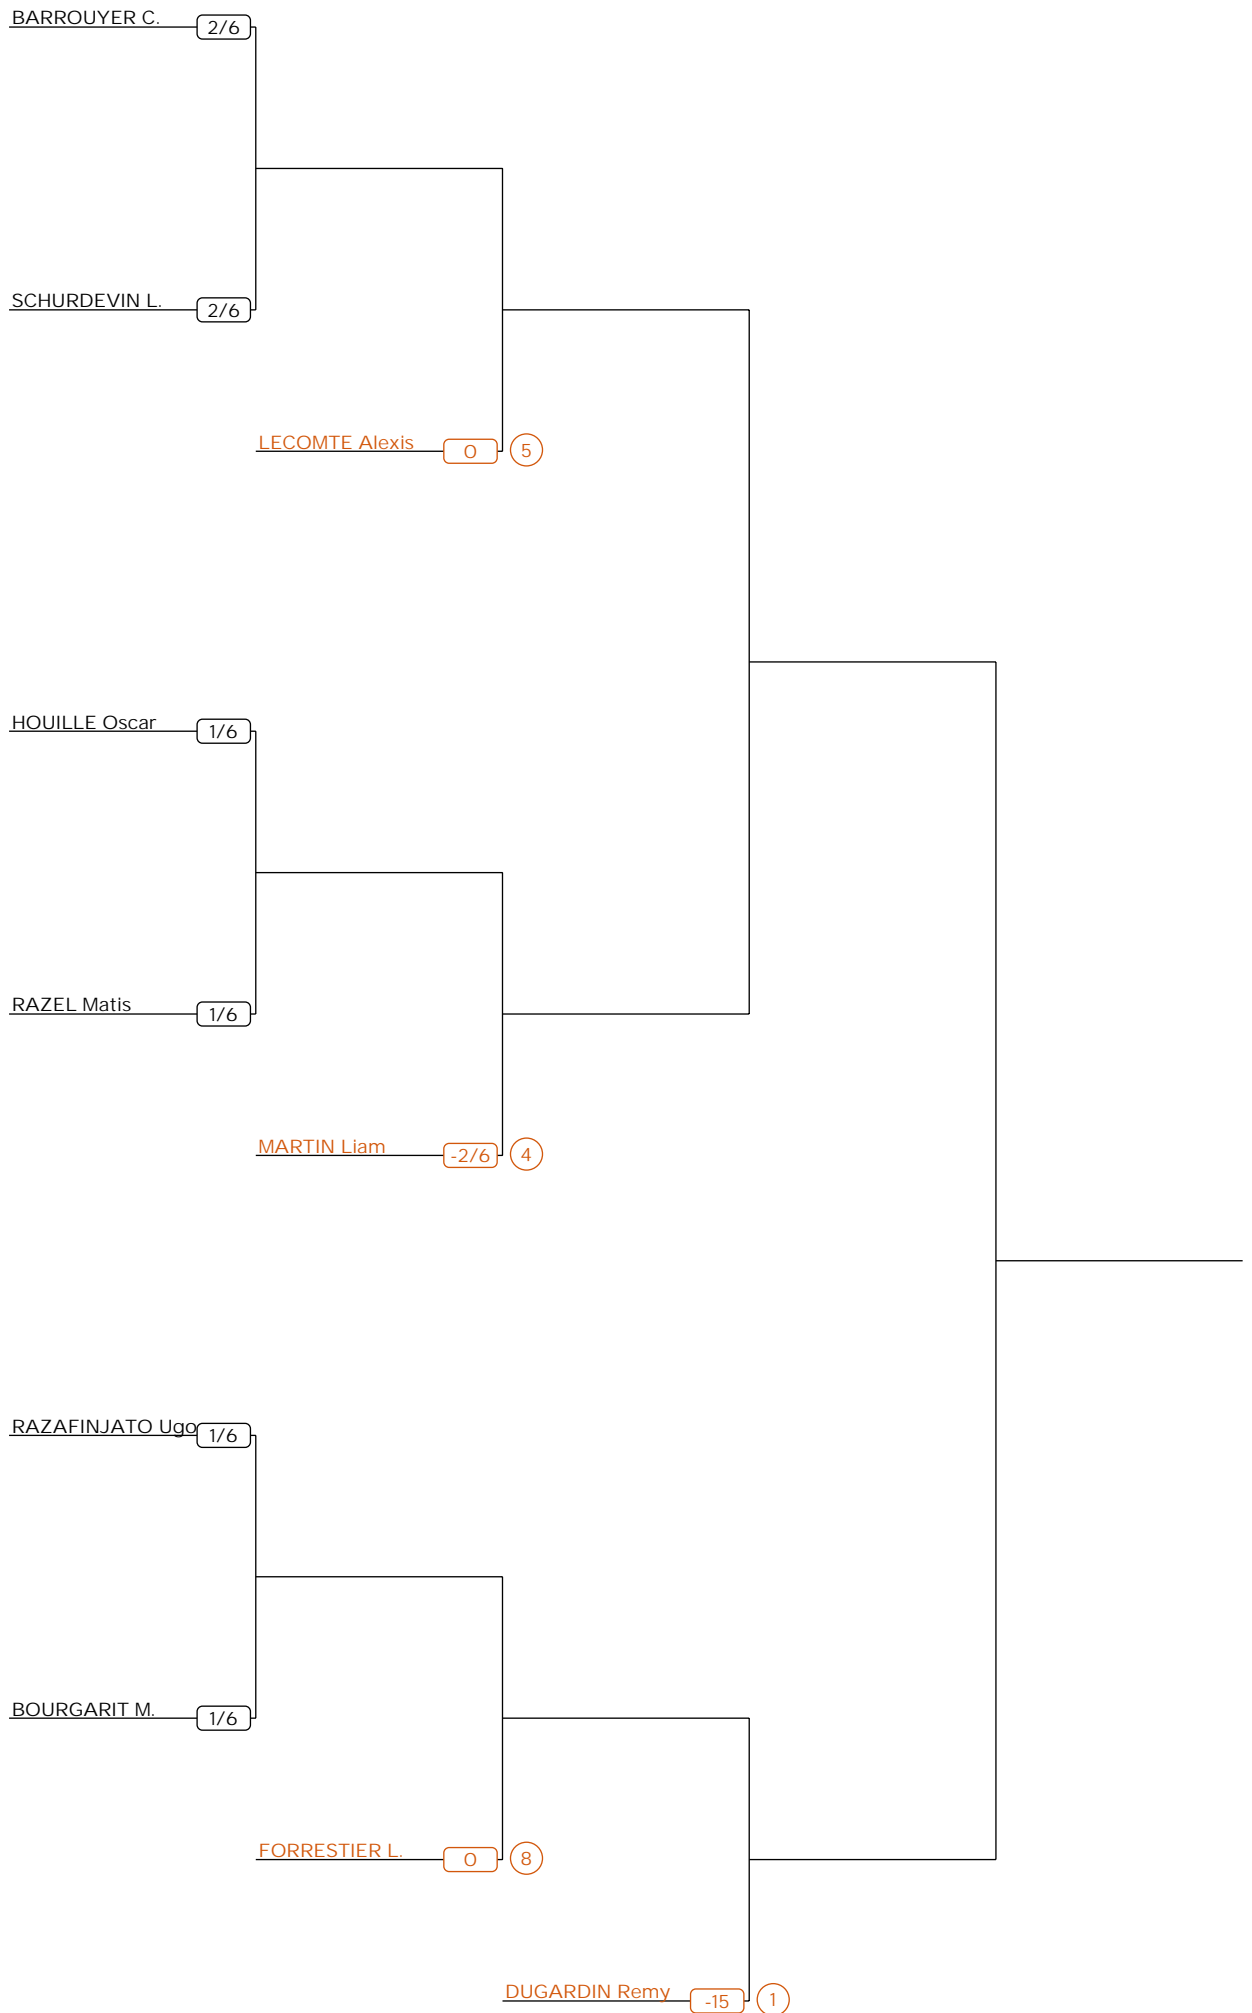 BARROUYER C. 2/6
SCHURDEVIN L. 2/6
LECOMTE Alexis 0 5
HOUILLE Oscar 1/6
RAZEL Matis 1/6
MARTIN Liam -2/6 4
RAZAFINJATO Ugo 1/6
BOURGARIT M. 1/6
FORRESTIER L. 0 8
DUGARDIN Remy -15 1